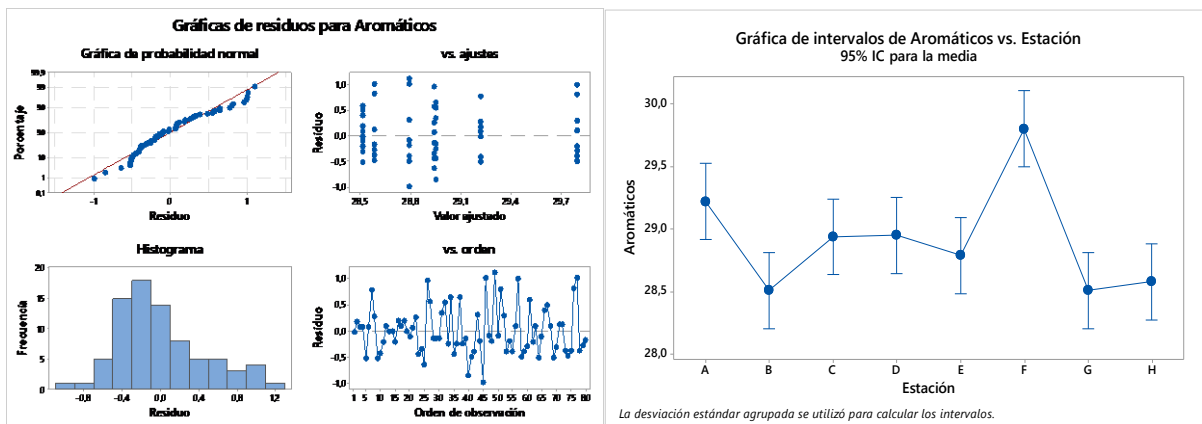 Gráficas de residuos para Aromáticos
Gráfica de probabilidad normal
99,9
99
90
50
10
1
0,1
Porcentaje
-1 0 1
Residuo
vs. ajustes
1,0
0,5
0,0
-0,5
-1,0
Residuo
28,5 28,8 29,1 29,4 29,7
Valor ajustado
Histograma
20
15
10
5
0
Frecuencia
-0,8 -0,4 0,0 0,4 0,8 1,2
Residuo
vs. orden
1,0
0,5
0,0
-0,5
-1,0
Residuo
1 5 10 15 20 25 30 35 40 45 50 55 60 65 70 75 80
Orden de observación
Gráfica de intervalos de Aromáticos vs. Estación
95% IC para la media
30,0
29,5
29,0
28,5
28,0
Aromáticos
A B C D E F G H
Estación
La desviación estándar agrupada se utilizó para calcular los intervalos.